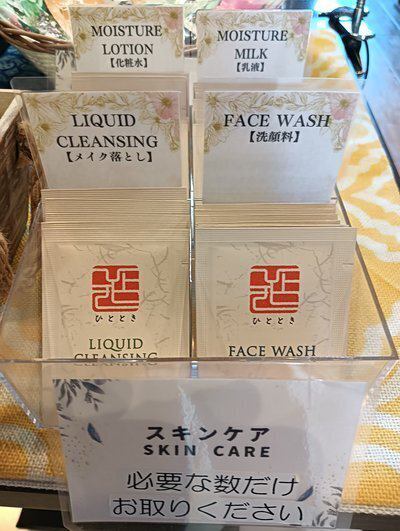 MOISTURE
LOTION
【化粧水】
MOISTURE
MILK
【乳液】
LIQUID
CLEANSING
【メイク落とし】
FACE WASH
【洗顔料】
ひととき
LIQUID
CLEANSING
ひととき
FACE WASH
スキンケア
SKIN CARE
必要な数だけ
お取りください